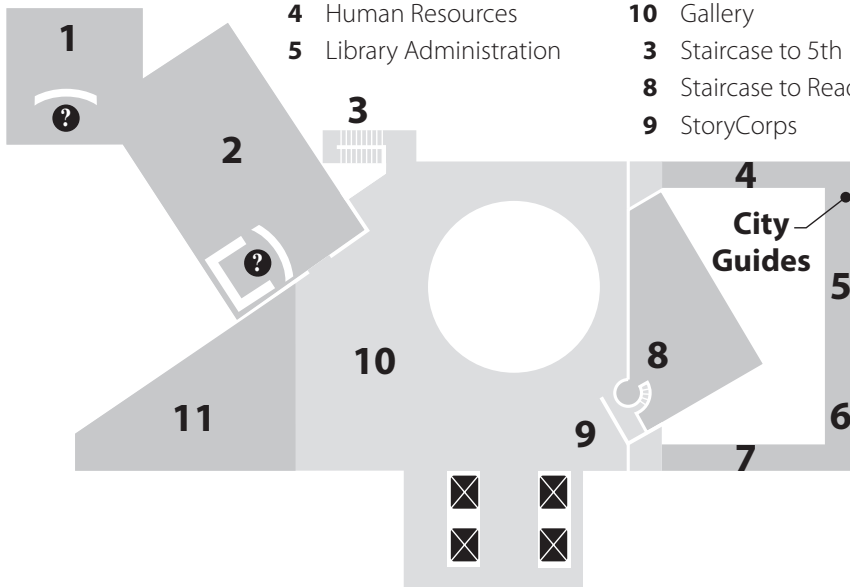 4 Human Resources
5 Library Administration
10 Gallery
3 Staircase to 5th
8 Staircase to Rea
9 StoryCorps
1
?
2
?
3
4
City
Guides
5
6
7
8
9
10
11